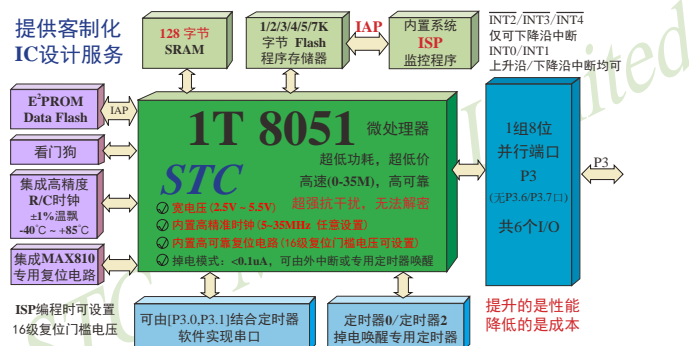 提供客制化
IC设计服务
128 字节
SRAM
1/2/3/4/5/7K
字节 Flash
程序存储器
IAP
内置系统
ISP
监控程序
INT2/INT3/INT4
仅可下降沿中断
INT0/INT1
上升沿/下降沿中断均可
E²PROM
Data Flash
IAP
看门狗
集成高精度
R/C时钟
±1%温飘
-40℃ ~ +85℃
集成MAX810
专用复位电路
ISP编程时可设置
16级复位门槛电压
1T 8051 微处理器
STC
超低功耗，超低价
高速(0-35M)，高可靠
超强抗干扰，无法解密
宽电压(2.5V ~ 5.5V)
内置高精准时钟(5~35MHz 任意设置)
内置高可靠复位电路(16级复位门槛电压可设置)
掉电模式：<0.1uA，可由外中断或专用定时器唤醒
1组8位
并行端口
P3
(无P3.6/P3.7口)
共6个I/O
P3
可由[P3.0,P3.1]结合定时器
软件实现串口
定时器0/定时器2
掉电唤醒专用定时器
提升的是性能
降低的是成本
STC
Limited